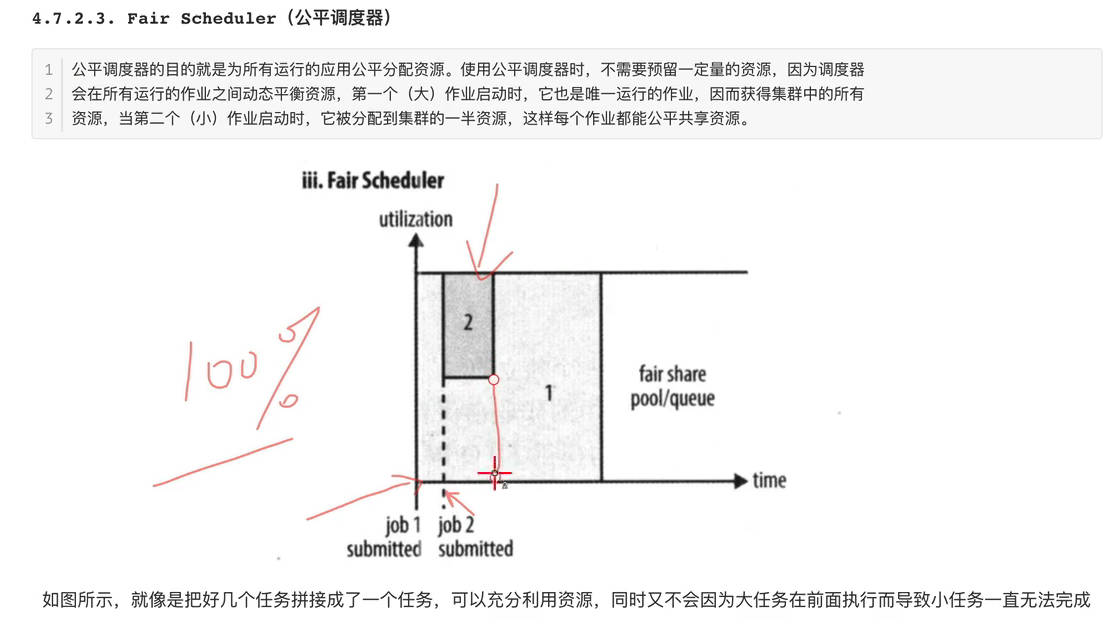 4.7.2.3. Fair Scheduler（公平调度器）
1 公平调度器的目的就是为所有运行的应用公平分配资源。使用公平调度器时，不需要预留一定量的资源，因为调度器
2 会在所有运行的作业之间动态平衡资源，第一个（大）作业启动时，它也是唯一运行的作业，因而获得集群中的所有
3 资源，当第二个（小）作业启动时，它被分配到集群的一半资源，这样每个作业都能公平共享资源。
iii. Fair Scheduler
utilization
2
100%
1
fair share
pool/queue
time
job 1 job 2
submitted submitted
如图所示，就像是把好几个任务拼接成了一个任务，可以充分利用资源，同时又不会因为大任务在前面执行而导致小任务一直无法完成